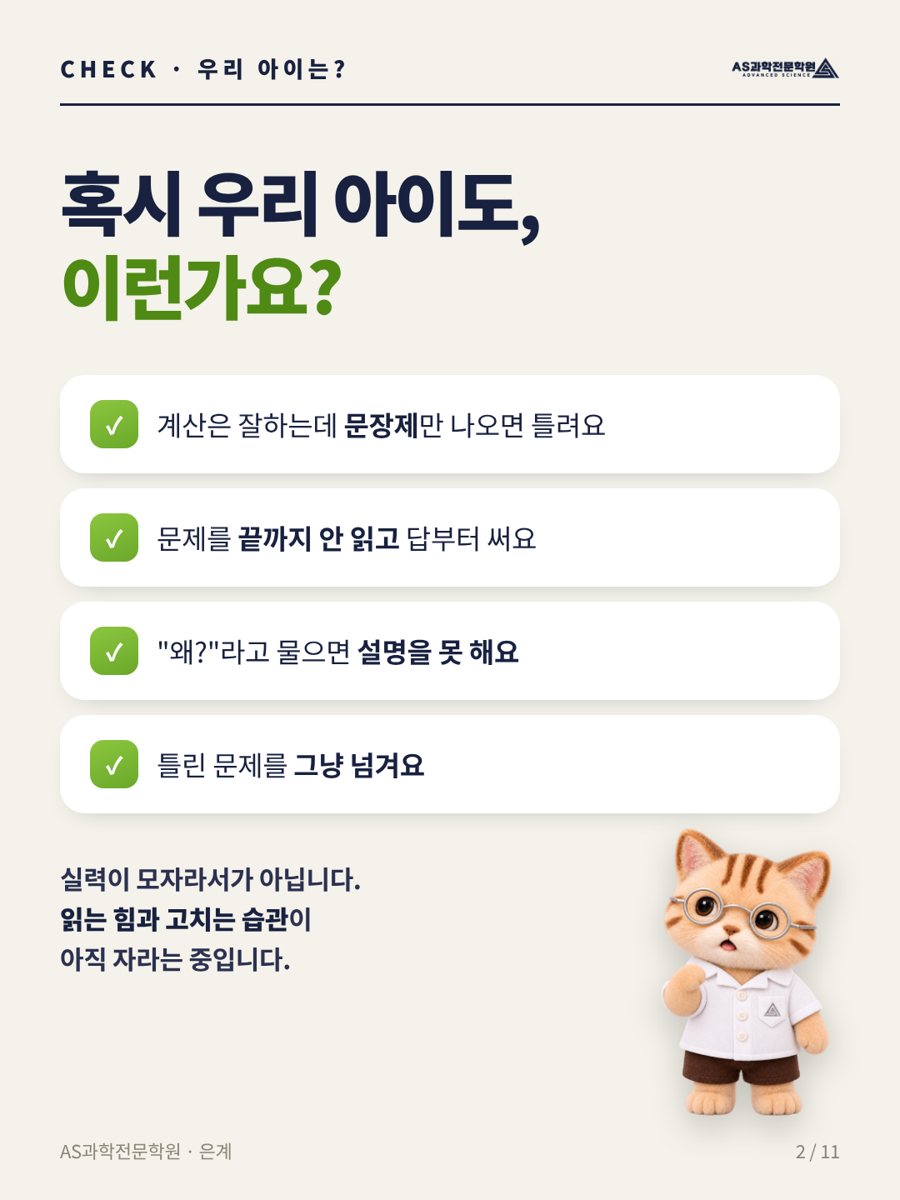 CHECK · 우리 아이는?
AS과학전문학원
ADVANCED SCIENCE
혹시 우리 아이도,
이런가요?
계산은 잘하는데 문장제만 나오면 틀려요
문제를 끝까지 안 읽고 답부터 써요
"왜?"라고 물으면 설명을 못 해요
틀린 문제를 그냥 넘겨요
실력이 모자라서가 아닙니다.
읽는 힘과 고치는 습관이
아직 자라는 중입니다.
AS과학전문학원 · 은계
2 / 11